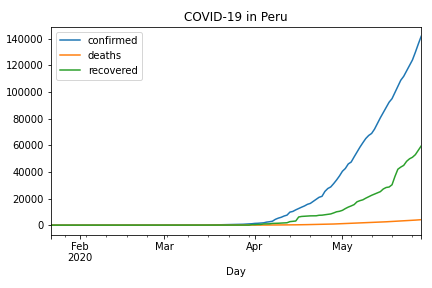 COVID-19 in Peru
confirmed
deaths
recovered
140000
120000
100000
80000
60000
40000
20000
0
Feb Mar Apr May
2020
Day